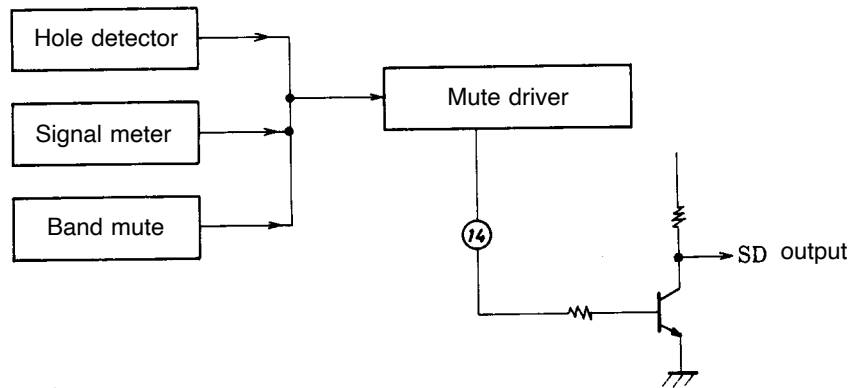 Hole detector
Mute driver
Signal meter
Band mute
14
SD output